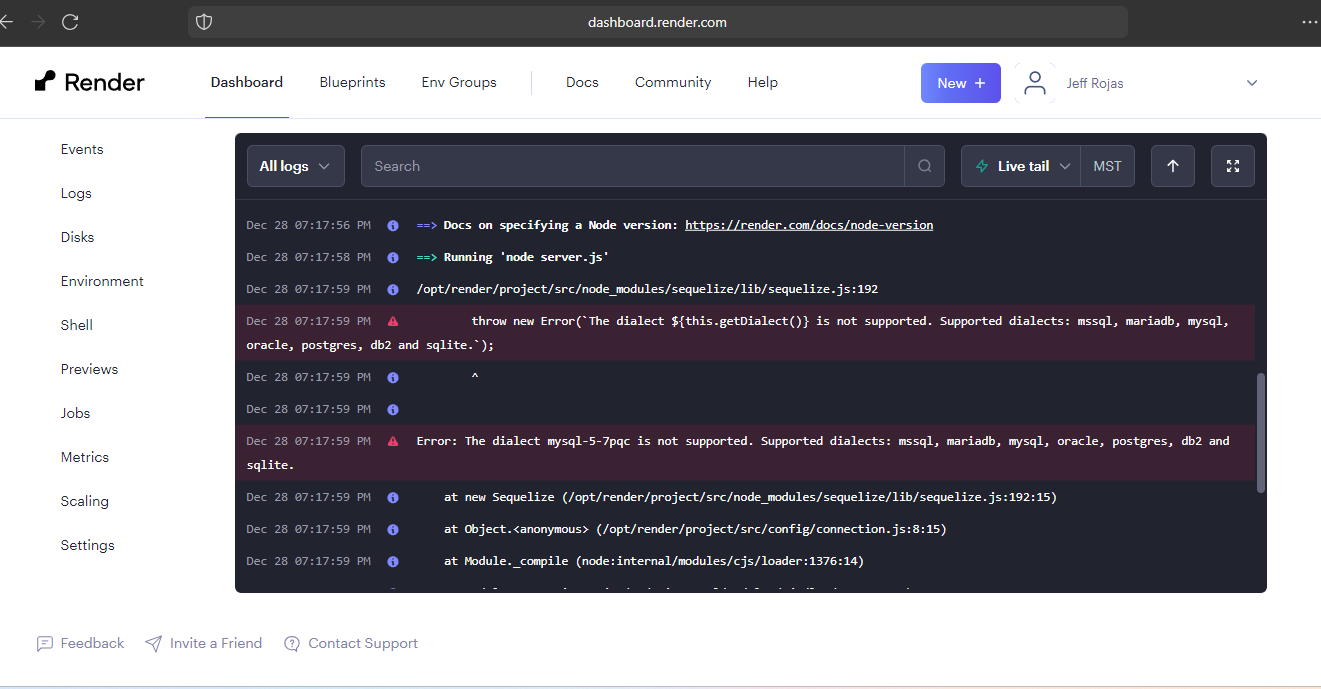 dashboard.render.com
Render
Dashboard
Blueprints
Env Groups
Docs
Community
Help
New +
Jeff Rojas
Events
Logs
Disks
Environment
Shell
Previews
Jobs
Metrics
Scaling
Settings
All logs
Search
Live tail
MST
Dec 28 07:17:56 PM ==> Docs on specifying a Node version: https://render.com/docs/node-version
Dec 28 07:17:58 PM ==> Running 'node server.js'
Dec 28 07:17:59 PM /opt/render/project/src/node_modules/sequelize/lib/sequelize.js:192
Dec 28 07:17:59 PM throw new Error(`The dialect ${this.getDialect()} is not supported. Supported dialects: mssql, mariadb, mysql,
oracle, postgres, db2 and sqlite.`);
Dec 28 07:17:59 PM ^
Dec 28 07:17:59 PM
Dec 28 07:17:59 PM Error: The dialect mysql-5-7pqc is not supported. Supported dialects: mssql, mariadb, mysql, oracle, postgres, db2 and
sqlite.
Dec 28 07:17:59 PM at new Sequelize (/opt/render/project/src/node_modules/sequelize/lib/sequelize.js:192:15)
Dec 28 07:17:59 PM at Object.<anonymous> (/opt/render/project/src/config/connection.js:8:15)
Dec 28 07:17:59 PM at Module._compile (node:internal/modules/cjs/loader:1376:14)
Feedback
Invite a Friend
Contact Support